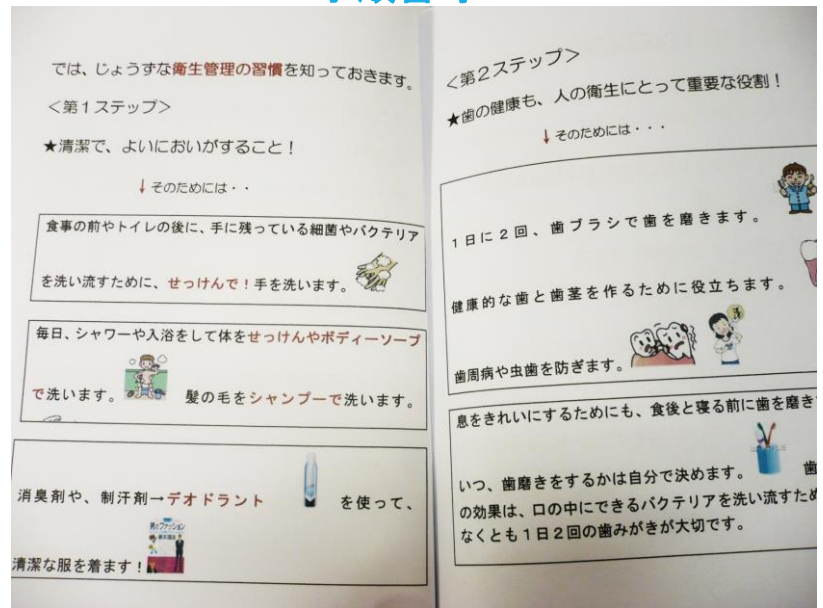 では、じょうずな衛生管理の習慣を知っておきます。
<第1ステップ>
★清潔で、よいにおいがすること!
↓そのためには・・
食事の前やトイレの後に、手に残っている細菌やバクテリア
を洗い流すために、せっけんで!手を洗います。
毎日、シャワーや入浴をして体をせっけんやボディーソープ
で洗います。 髪の毛をシャンプーで洗います。
消臭剤や、制汗剤→デオドラント を使って、
清潔な服を着ます!
<第2ステップ>
★歯の健康も、人の衛生にとって重要な役割!
↓そのためには・・・
1日に2回、歯ブラシで歯を磨きます。
健康的な歯と歯茎を作るために役立ちます。
歯周病や虫歯を防ぎます。
息をきれいにするためにも、食後と寝る前に歯を磨き
いつ、歯磨きをするかは自分で決めます。 歯
の効果は、口の中にできるバクテリアを洗い流すため
なくとも1日2回の歯みがきが大切です。